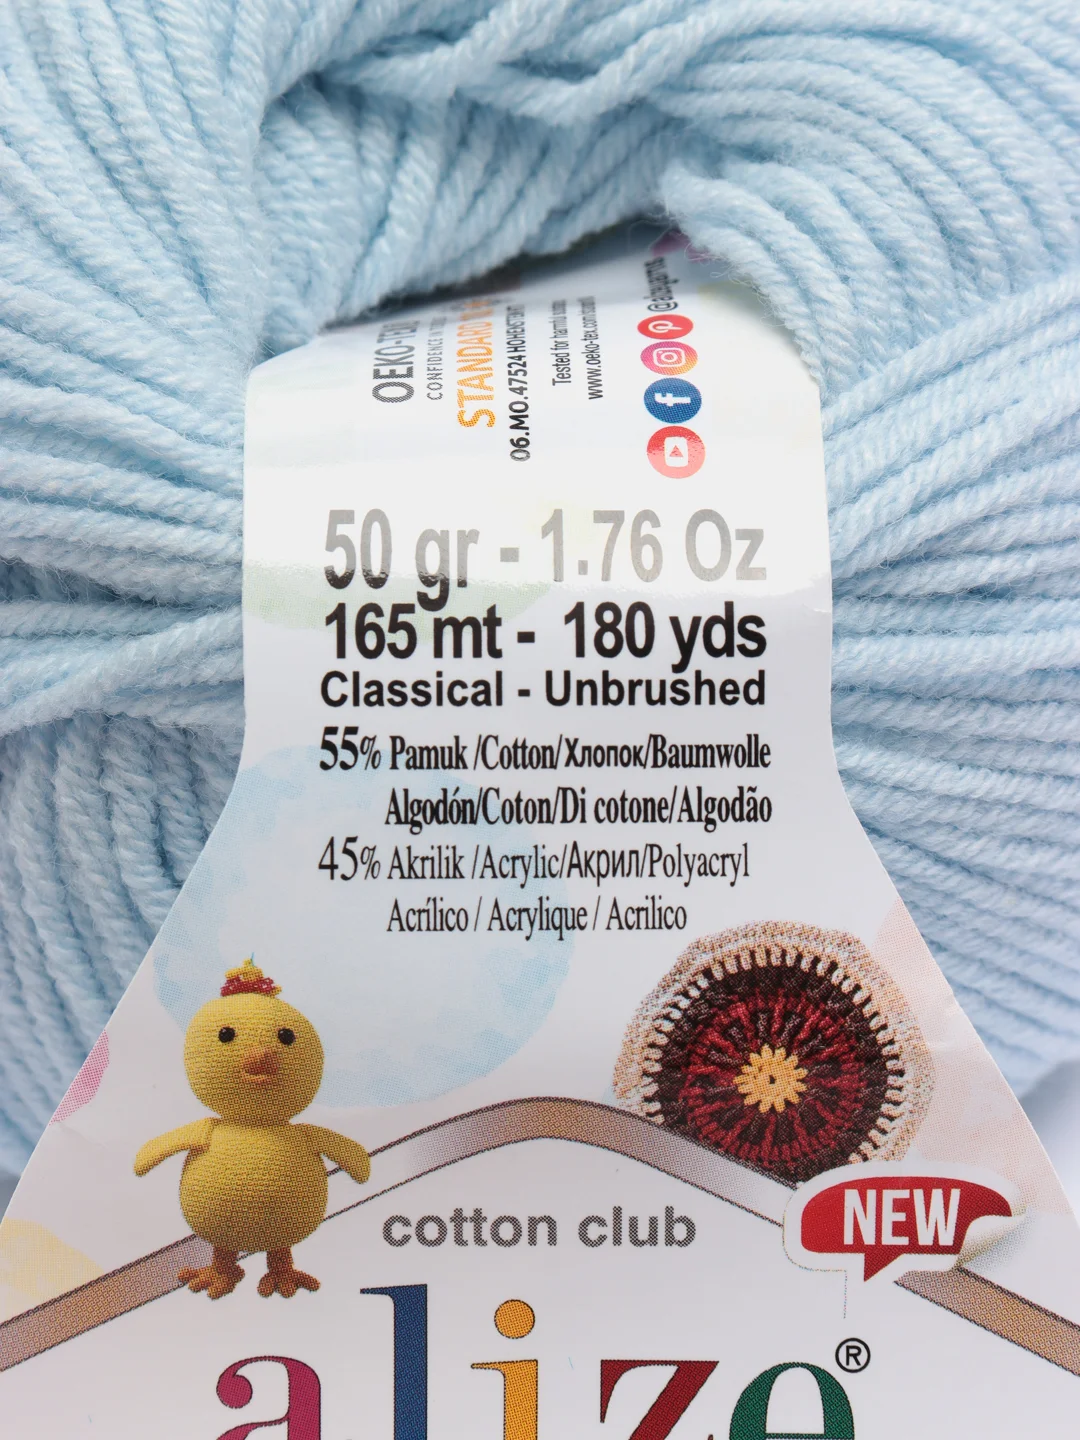 OEKO-TEX
CONFIDENCE IN
STANDARD
06.MO.47524 HOHENSTEIN
Tested for harmful
www.oeko-tex.com
50 gr - 1.76 Oz
165 mt - 180 yds
Classical - Unbrushed
55% Pamuk /Cotton/Хлопок/Baumwolle
Algodón/Coton/Di cotone/Algodão
45% Akrilik /Acrylic/Акрил/Polyacryl
Acrílico / Acrylique / Acrilico
cotton club
NEW
alize®